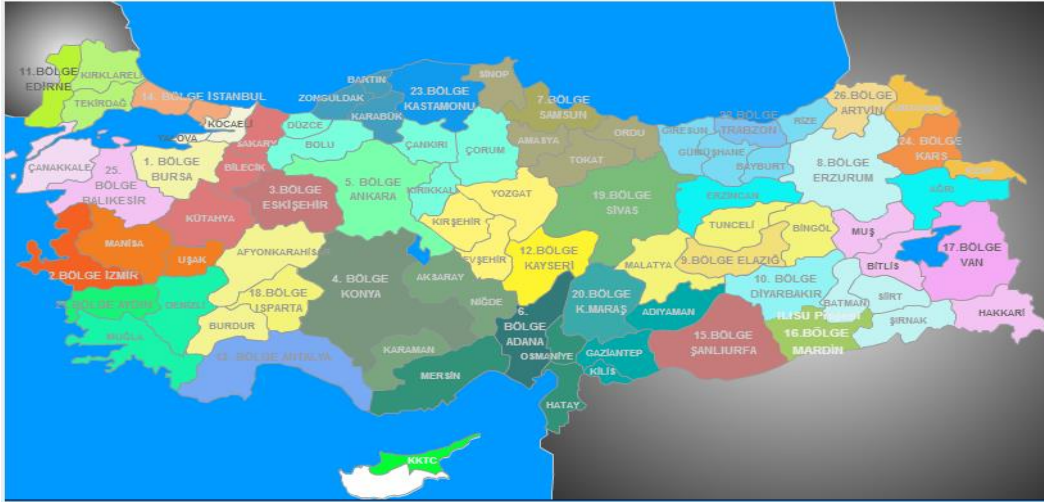 11.BÖLGE
EDİRNE
KIRKLARELİ
TEKİRDAĞ
14. BÖLGE İSTANBUL
KOCAELİ
YALOVA
SAKARYA
DÜZCE
BOLU
ZONGULDAK
BARTIN
KARABÜK
23.BÖLGE
KASTAMONU
SİNOP
7.BÖLGE
SAMSUN
ORDU
AMASYA
TOKAT
ÇORUM
ÇANKIRI
GİRESUN
22.BÖLGE
TRABZON
GÜMÜŞHANE
BAYBURT
RİZE
26.BÖLGE
ARTVİN
24. BÖLGE
KARS
8.BÖLGE
ERZURUM
AĞRI
ÇANAKKALE
25.
BÖLGE
BALIKESİR
1. BÖLGE
BURSA
BİLECİK
3.BÖLGE
ESKİŞEHİR
KÜTAHYA
5. BÖLGE
ANKARA
KIRIKKALE
KIRŞEHİR
YOZGAT
19.BÖLGE
SİVAS
ERZİNCAN
TUNCELİ
BİNGÖL
MUŞ
BİTLİS
17.BÖLGE
VAN
HAKKARİ
2.BÖLGE İZMİR
MANİSA
UŞAK
AFYONKARAHİSAR
21.BÖLGE AYDIN
DENİZLİ
MUĞLA
18.BÖLGE
ISPARTA
BURDUR
13. BÖLGE ANTALYA
4. BÖLGE
KONYA
AKSARAY
NEVŞEHİR
NİĞDE
KARAMAN
MERSİN
12.BÖLGE
KAYSERİ
6.
BÖLGE
ADANA
OSMANİYE
HATAY
20.BÖLGE
K.MARAŞ
MALATYA
9.BÖLGE ELAZIĞ
ADIYAMAN
GAZİANTEP
KİLİS
15.BÖLGE
ŞANLIURFA
10. BÖLGE
DİYARBAKIR
BATMAN
SİİRT
ŞIRNAK
ILISU
16.BÖLGE
MARDİN
KKTC